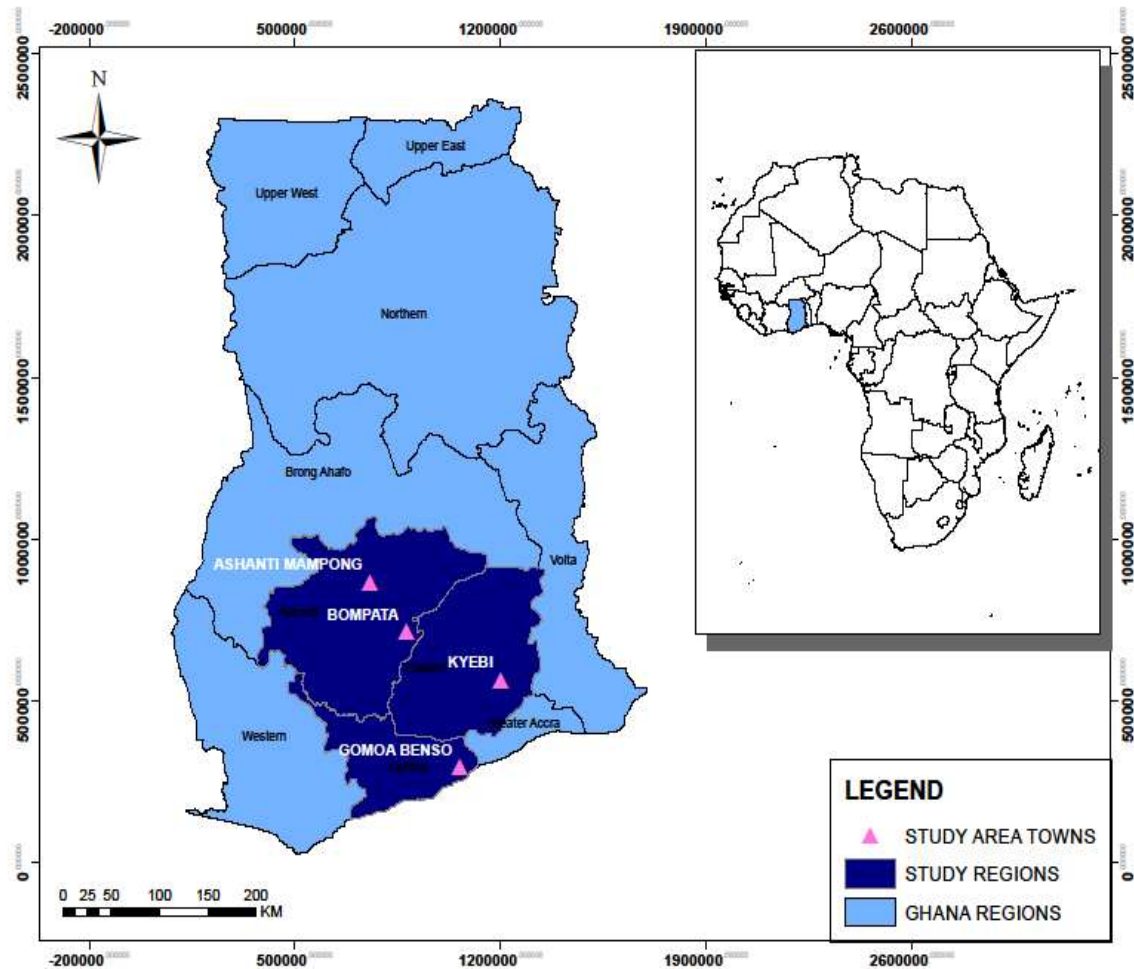 -200000 500000 1200000 1900000 2600000
2500000
2000000
1500000
1000000
500000
0
N
Upper East
Upper West
Northern
Brong Ahafo
Volta
ASHANTI MAMPONG
BOMPATA
KYEBI
Western
GOMOA BENSO
0 25 50 100 150 200
KM
LEGEND
STUDY AREA TOWNS
STUDY REGIONS
GHANA REGIONS
2500000
2000000
1500000
1000000
500000
0
-200000 500000 1200000 1900000 2600000